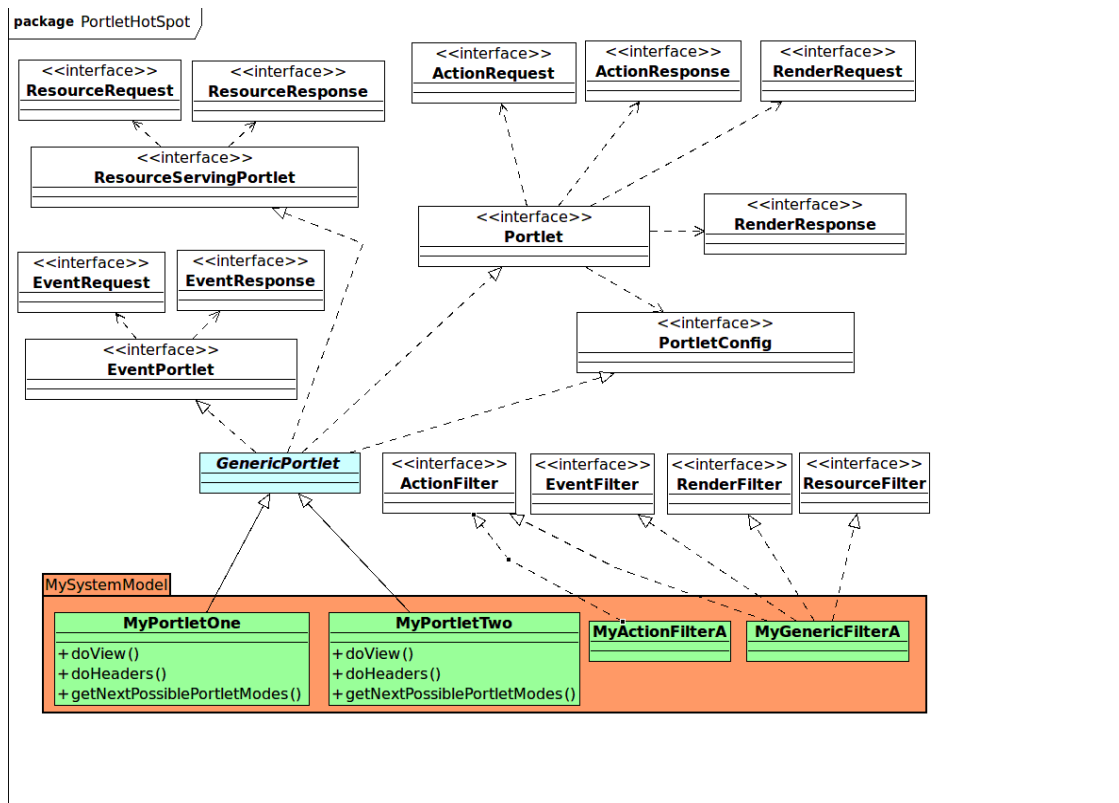 package PortletHotSpot
<<interface>>
ResourceRequest
<<interface>>
ResourceResponse
<<interface>>
ActionRequest
<<interface>>
ActionResponse
<<interface>>
RenderRequest
<<interface>>
ResourceServingPortlet
<<interface>>
Portlet
<<interface>>
RenderResponse
<<interface>>
EventRequest
<<interface>>
EventResponse
<<interface>>
PortletConfig
<<interface>>
EventPortlet
GenericPortlet
<<interface>>
ActionFilter
<<interface>>
EventFilter
<<interface>>
RenderFilter
<<interface>>
ResourceFilter
MySystemModel
MyPortletOne
+doView()
+doHeaders()
+getNextPossiblePortletModes()
MyPortletTwo
+doView()
+doHeaders()
+getNextPossiblePortletModes()
MyActionFilterA
MyGenericFilterA